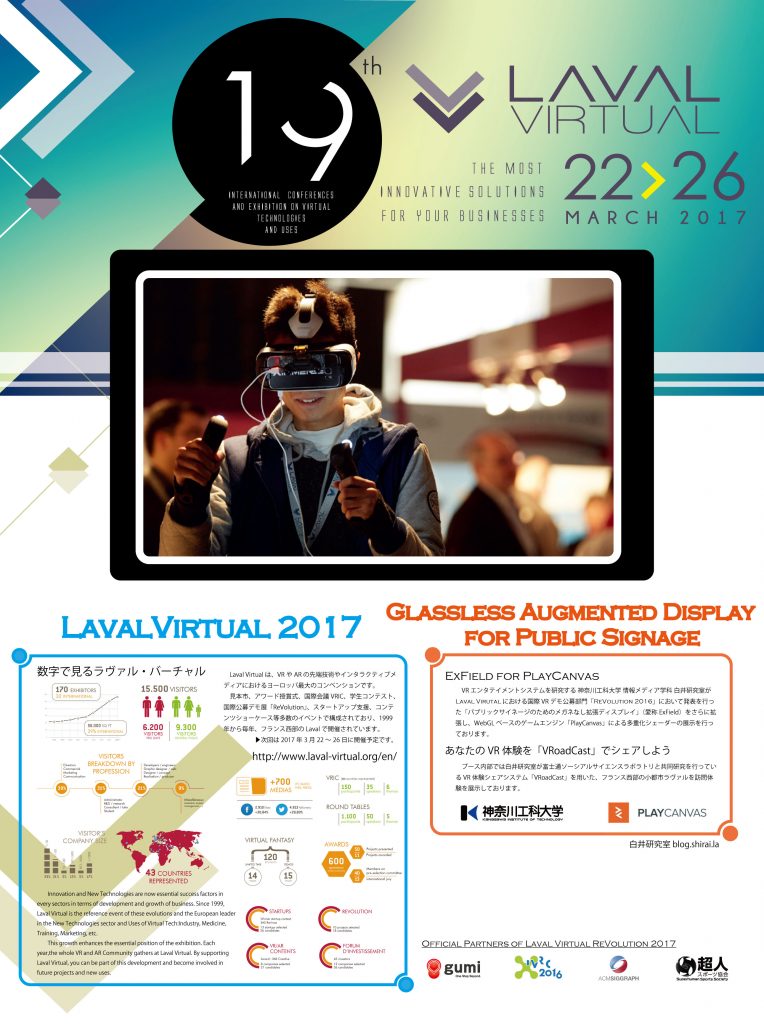 19th
INTERNATIONAL CONFERENCES
AND EXHIBITION ON VIRTUAL
TECHNOLOGIES
AND USES
LAVAL
VIRTUAL
THE MOST
INNOVATIVE SOLUTIONS
FOR YOUR BUSINESSES
22>26
MARCH 2017
LavalVirtual 2017
数字で見るラヴァル・バーチャル
170 EXHIBITORS
15.500 VISITORS
6.200
VISITORS
9.300
VISITORS
VISITORS
BREAKDOWN BY
PROFESSION
VISITOR'S
COMPANY SIZE
43 COUNTRIES
REPRESENTED
Laval Virtual は、VR や AR の先端技術やインタラクティブメ
ディアにおけるヨーロッパ最大のコンベンションです。
見本市、アワード授賞式、国際会議 VRIC、学生コンテスト、
国際公募デモ展「ReVolution」、スタートアップ支援、コンテ
ンツショーケース等多数のイベントで構成されており、1999
年から毎年、フランス西部の Laval で開催されています。
▶次回は 2017 年 3 月 22 〜 26 日に開催予定です。
http://www.laval-virtual.org/en/
+700
MEDIAS
VRIC
150
35
6
ROUND TABLES
1.100
50
5
VIRTUAL FANTASY
120
14
15
AWARDS
600
STARTUPS
REVOLUTION
VR/AR
CONTENTS
FORUM
D'INVESTISSEMENT
Innovation and New Technologies are now essential success factors in
every sectors in terms of development and growth of business. Since 1999,
Laval Virtual is the reference event of these evolutions and the European leader
in the New Technologies sector and Uses of Virtual Tech:Industry, Medicine,
Training, Marketing, etc.
This growth enhances the essential position of the exhibition. Each
year,the whole VR and AR Community gathers at Laval Virtual. By supporting
Laval Virtual, you can be part of this development and become involved in
future projects and new uses.
Glassless Augmented Display
for Public Signage
ExField for PlayCanvas
VR エンタテイメントシステムを研究する 神奈川工科大学 情報メディア学科 白井研究室が
Laval Virutal における国際 VR デモ公募部門「ReVolution 2016」において発表を行っ
た「パブリックサイネージのためのメガネなし拡張ディスプレイ」（愛称 ExField）をさらに拡
張し、WebGL ベースのゲームエンジン「PlayCanvas」による多重化シェーダーの展示を行っ
ております。
あなたの VR 体験を「VRoadCast」でシェアしよう
ブース内部では白井研究室が富士通ソーシアルサイエンスラボラトリと共同研究を行ってい
る VR 体験シェアシステム「VRoadCast」を用いた、フランス西部の小都市ラヴァルを訪問体
験を展示しております。
神奈川工科大学
KANAGAWA INSTITUTE OF TECHNOLOGY
PLAYCANVAS
白井研究室 blog.shirai.la
Official Partners of Laval Virtual ReVolution 2017
gumi
IVRC
2016
ACMSIGGRAPH
超人
スポーツ協会
Superhuman Sports Society